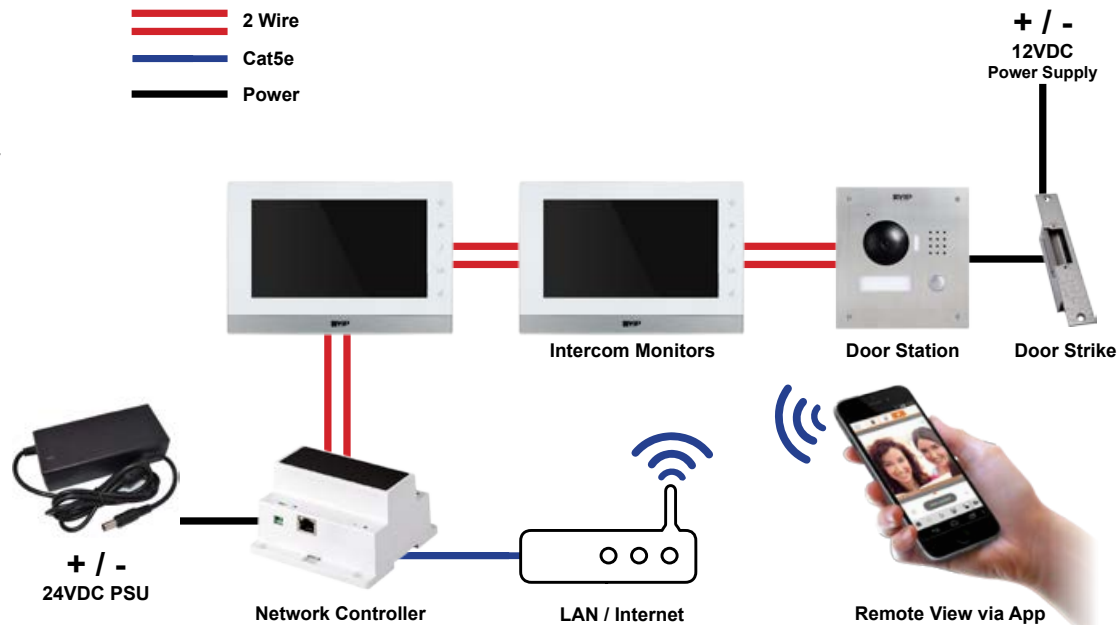 2 Wire
Cat5e
Power
+ / -
12VDC
Power Supply
Intercom Monitors
Door Station
Door Strike
+ / -
24VDC PSU
Network Controller
LAN / Internet
Remote View via App